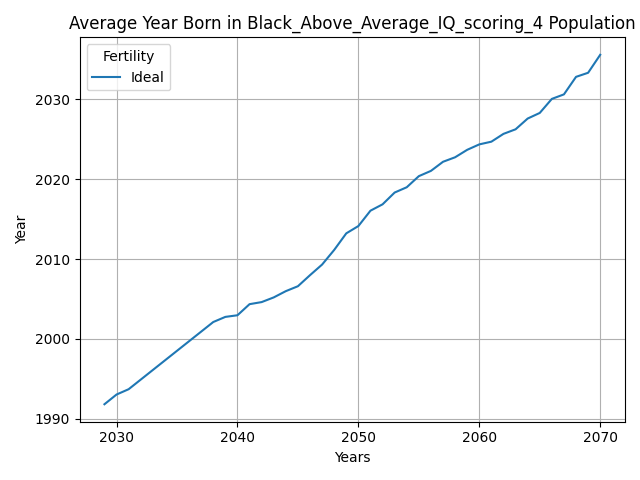 Average Year Born in Black_Above_Average_IQ_scoring_4 Population
Fertility
Ideal
Year
2030
2020
2010
2000
1990
2030 2040 2050 2060 2070
Years